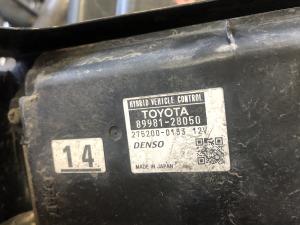 HYBRID VEHICLE CONTROL
TOYOTA
89981-28050
275200-0153 12V
DENSO
MADE IN JAPAN
14